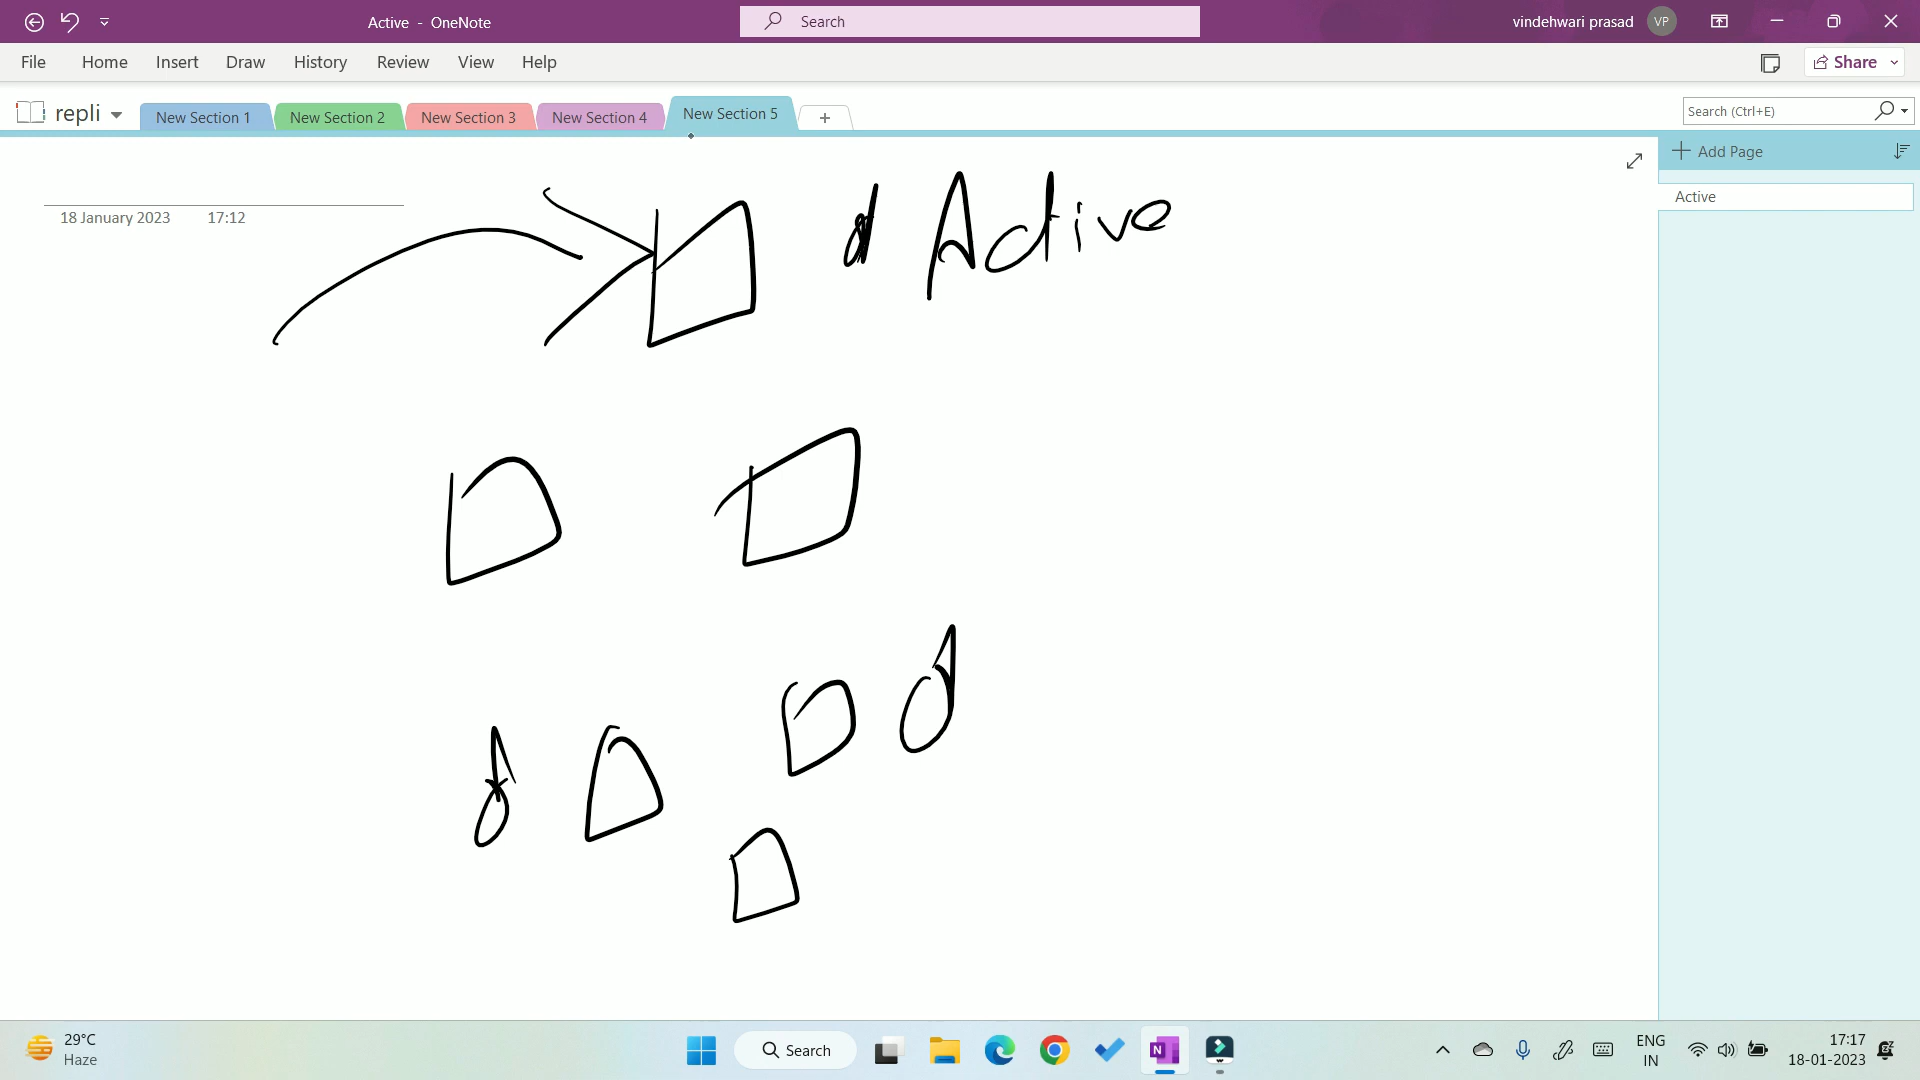 Active - OneNote
Search
vindehwari prasad
VP
File Home Insert Draw History Review View Help
Share
repli
New Section 1
New Section 2
New Section 3
New Section 4
New Section 5
Search (Ctrl+E)
Add Page
Active
18 January 2023 17:12
d Active
d
d
29°C
Haze
Search
ENG
IN
17:17
18-01-2023